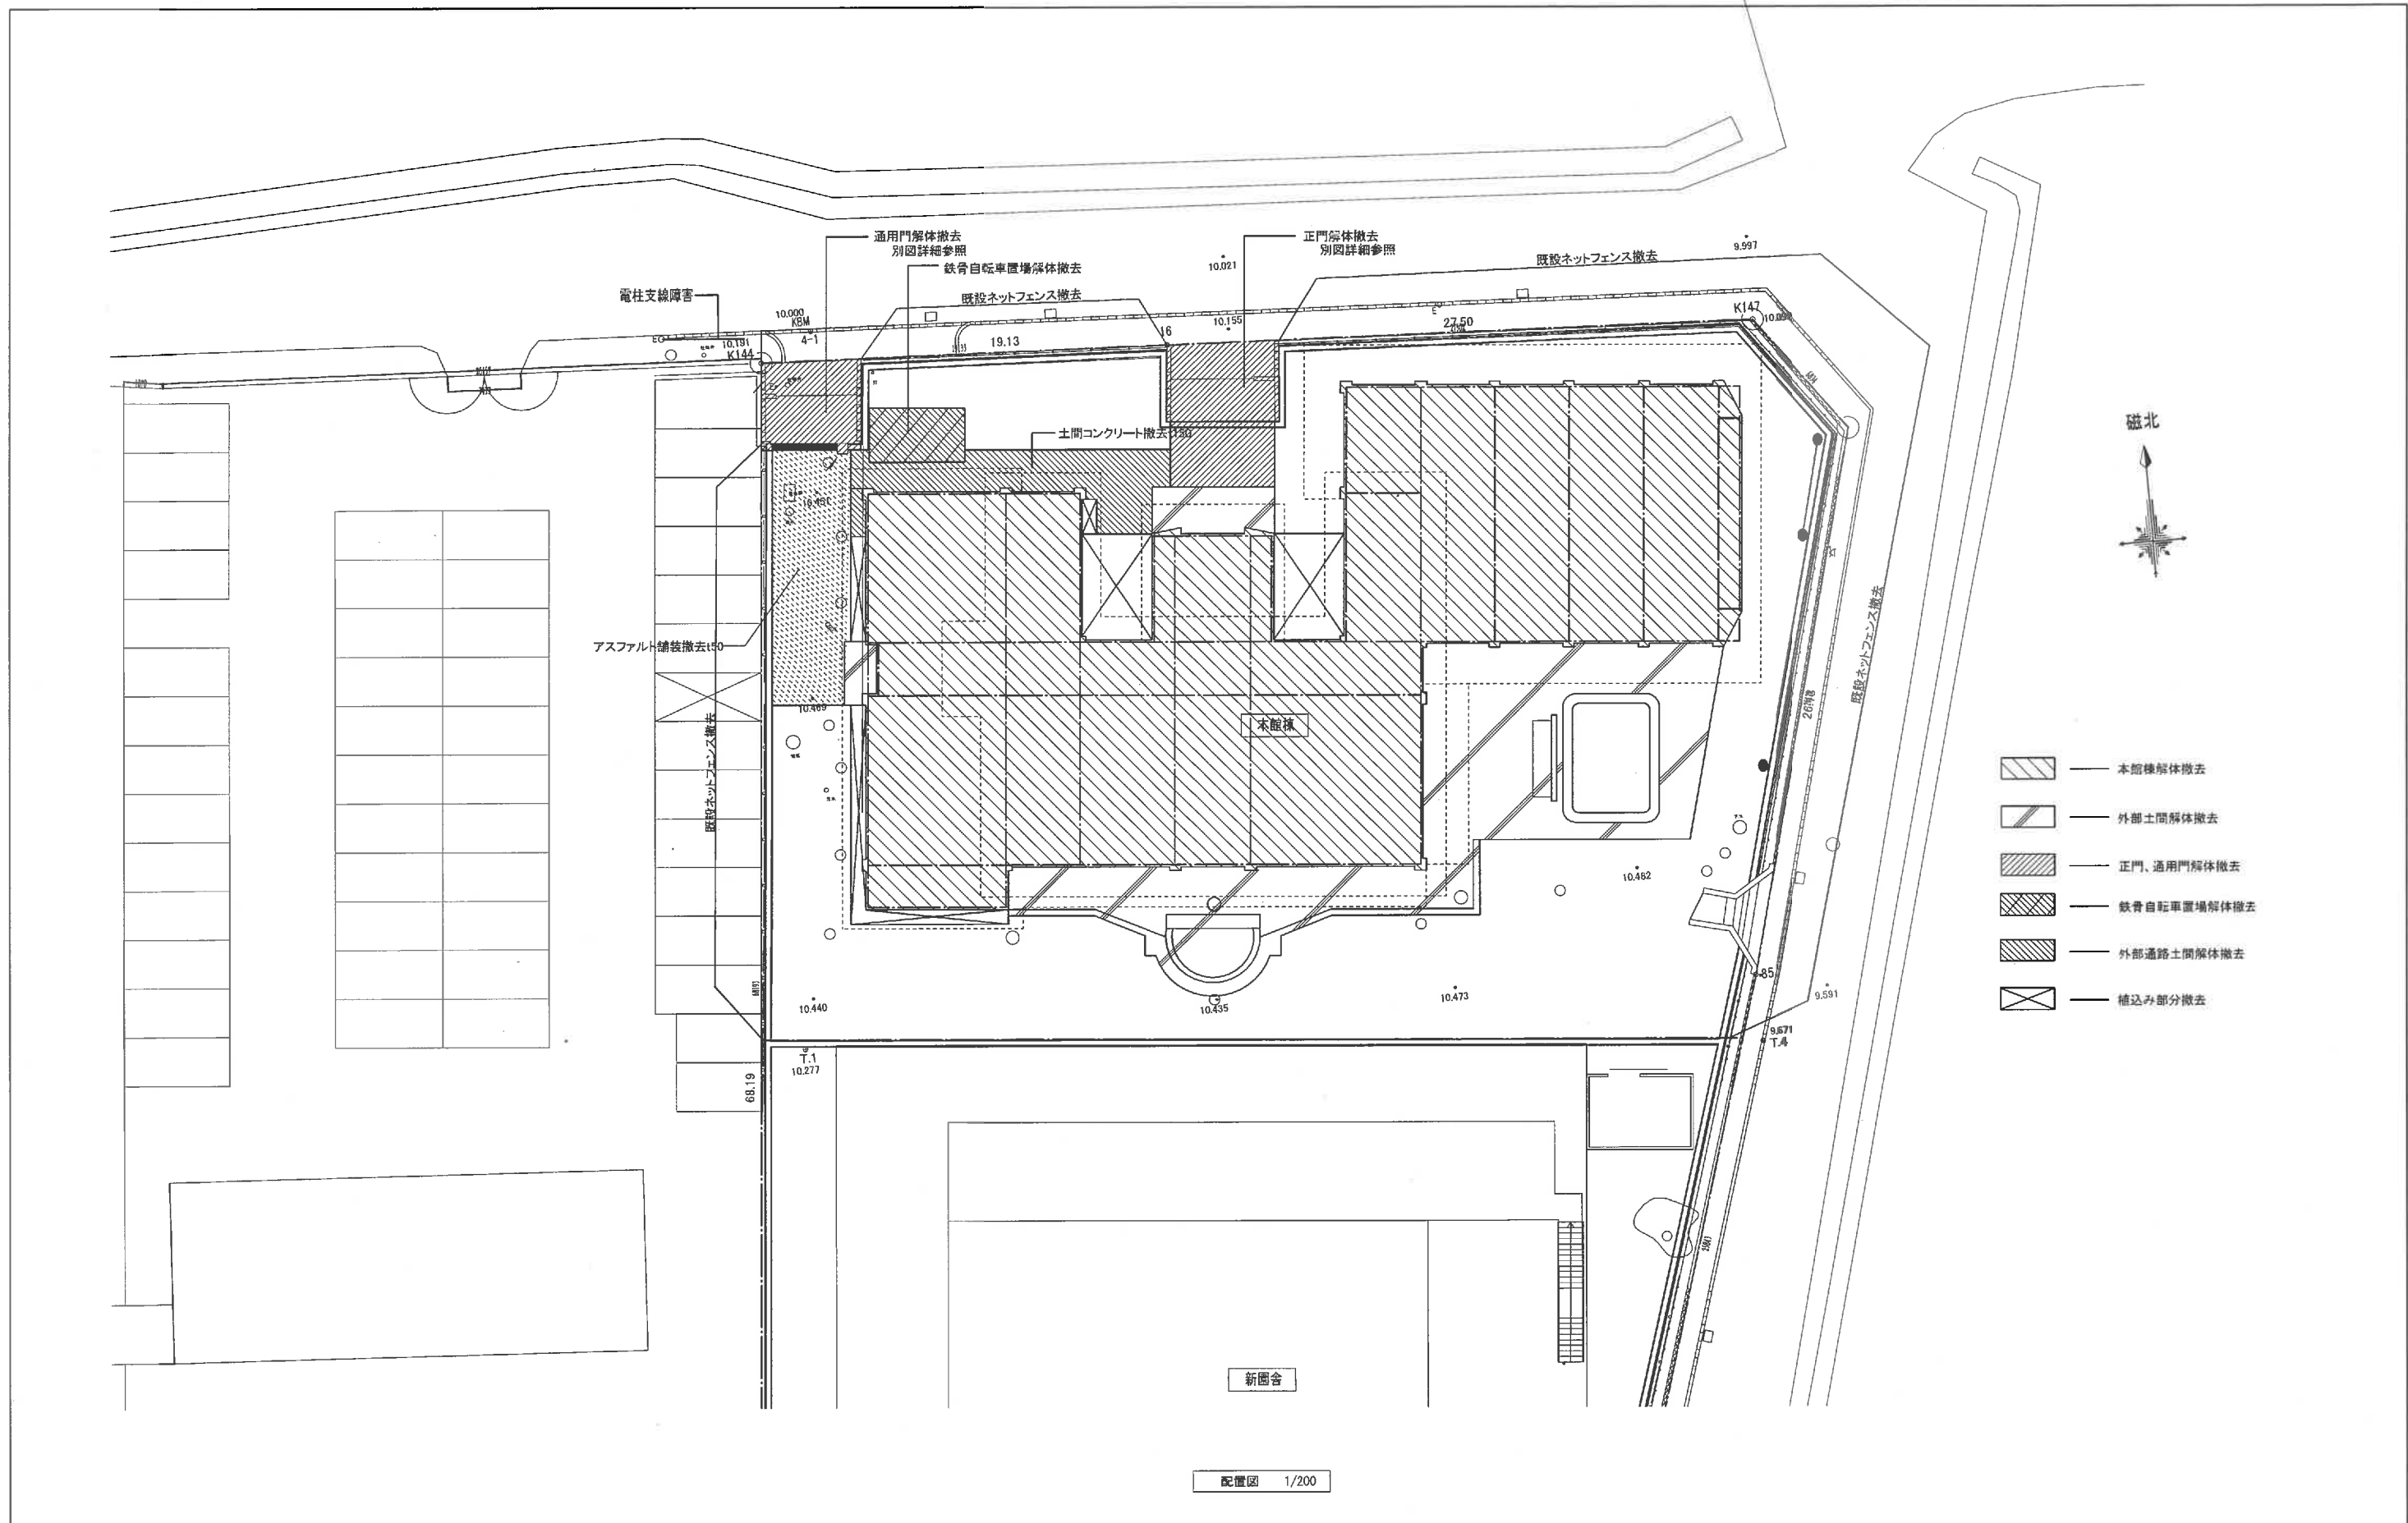 通用門解体撤去
別図詳細参照
正門解体撤去
別図詳細参照
鉄骨自転車置場解体撤去
既設ネットフェンス撤去
既設ネットフェンス撤去
電柱支線障害
10.021
9.997
10.000
KBM
4-1
10.191
K144
19.13
16
10.155
27.50
K147
土間コンクリート撤去t150
磁北
10.451
アスファルト舗装撤去t50
10.469
既設ネットフェンス撤去
本館棟
既設ネットフェンス撤去
本館棟解体撤去
外部土間解体撤去
正門、通用門解体撤去
鉄骨自転車置場解体撤去
外部通路土間解体撤去
植込み部分撤去
10.482
10.440
10.435
10.473
85
9.591
9.671
T.4
T.1
10.277
68.19
新園舎
配置図 1/200